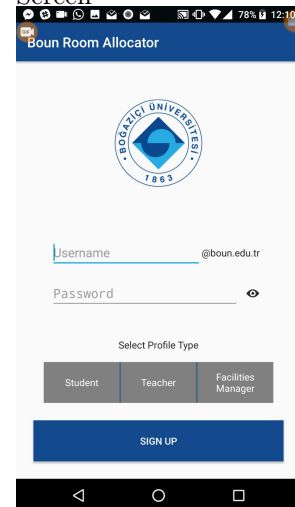 Screen
78% 12:10
GIF
Boun Room Allocator
BOĞAZİÇİ ÜNİVERSİTESİ
1863
Username
@boun.edu.tr
Password
Select Profile Type
Student
Teacher
Facilities
Manager
SIGN UP